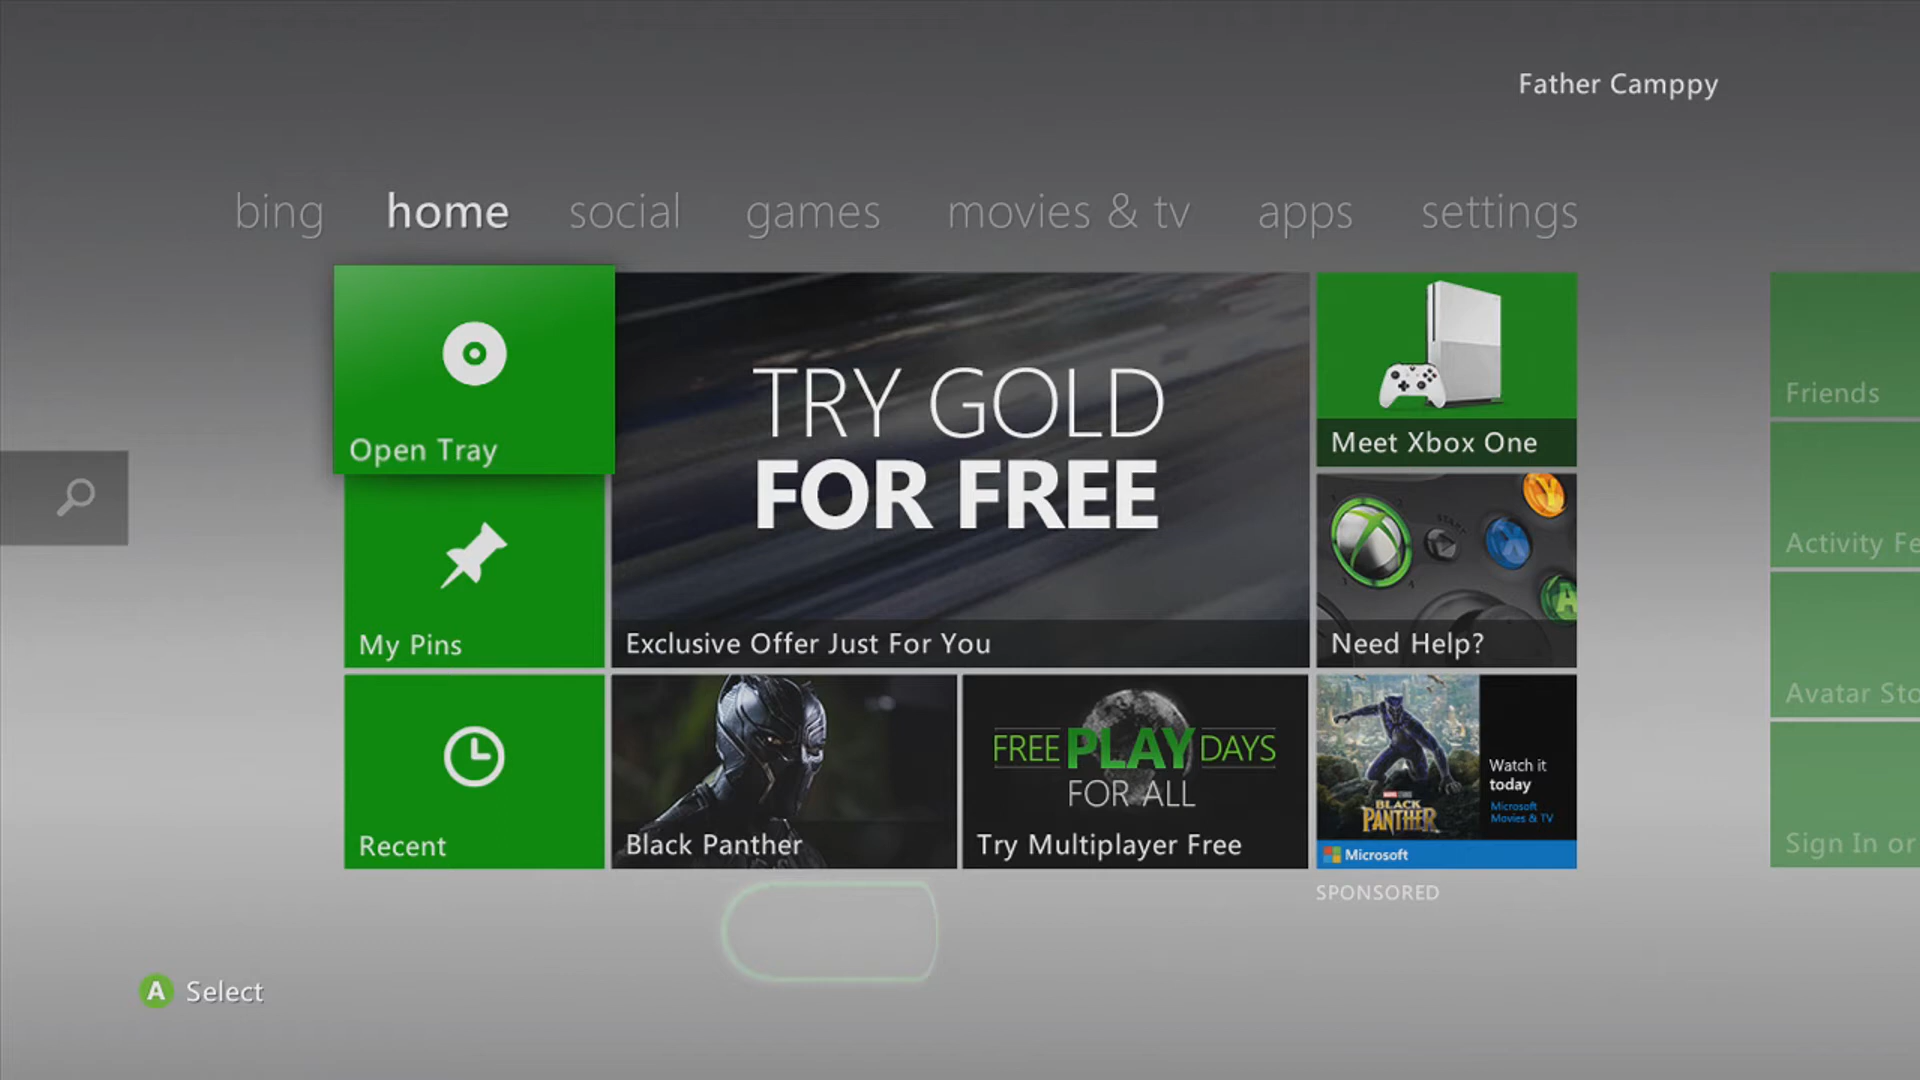 Father Camppy
bing home social games movies & tv apps settings
Open Tray
My Pins
Recent
TRY GOLD
FOR FREE
Exclusive Offer Just For You
Black Panther
FREE PLAY DAYS
FOR ALL
Try Multiplayer Free
Meet Xbox One
START
X
Y
A
Need Help?
MARVEL STUDIOS
BLACK
PANTHER
Watch it
today
Microsoft
Movies & TV
Microsoft
SPONSORED
Friends
Activity Fe
Avatar Sto
Sign In or
A Select